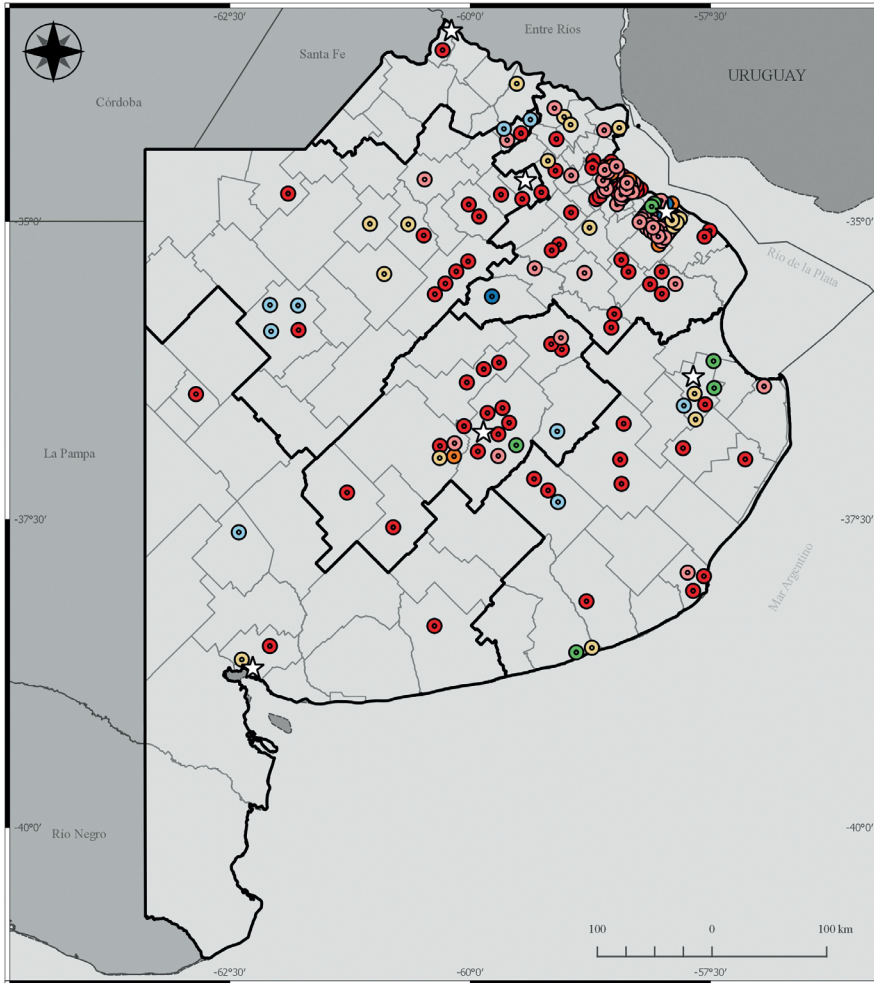 -62°30′
-60°0′
-57°30′
Entre Ríos
Santa Fe
URUGUAY
Córdoba
-35°0′
-35°0′
Río de la Plata
La Pampa
-37°30′
-37°30′
Mar Argentino
-40°0′
-40°0′
Río Negro
100
0
100 km
-62°30′
-60°0′
-57°30′